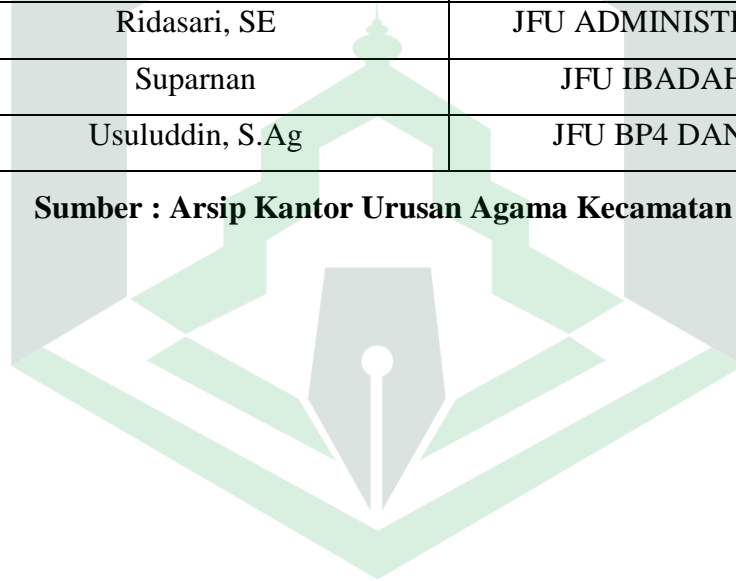 Ridasari, SE JFU ADMINIST
Suparnan JFU IBADAH
Usuluddin, S.Ag JFU BP4 DAN
Sumber : Arsip Kantor Urusan Agama Kecamatan